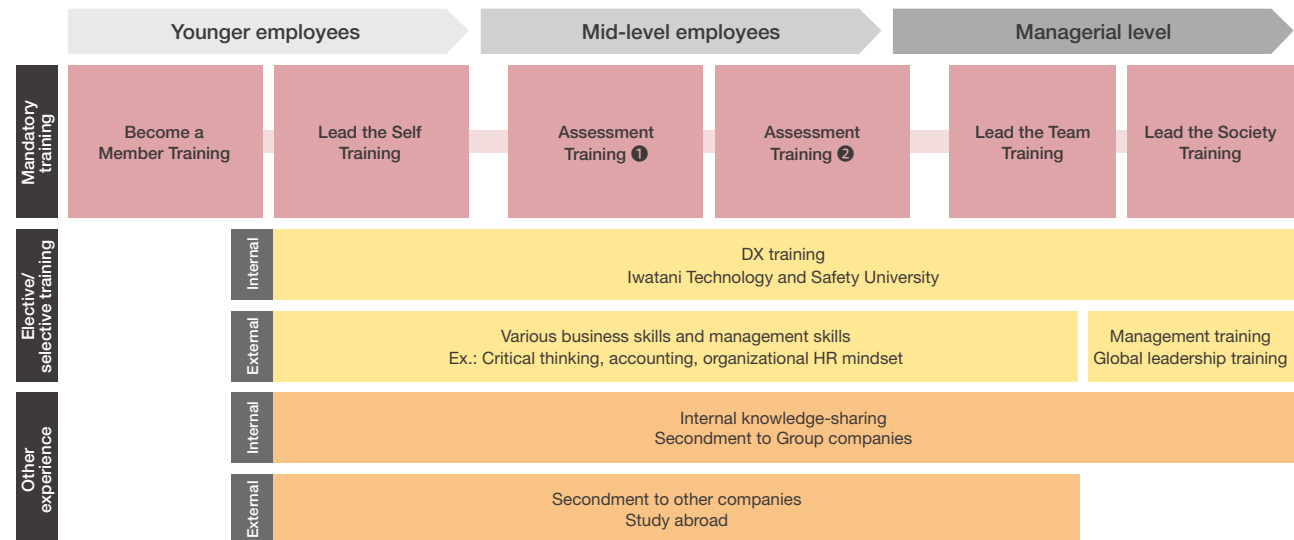 Younger employees
Mid-level employees
Managerial level
Mandatory
training
Become a
Member Training
Lead the Self
Training
Assessment
Training ❶
Assessment
Training ❷
Lead the Team
Training
Lead the Society
Training
Elective/
selective training
Internal
DX training
Iwatani Technology and Safety University
External
Various business skills and management skills
Ex.: Critical thinking, accounting, organizational HR mindset
Management training
Global leadership training
Other
experience
Internal
Internal knowledge-sharing
Secondment to Group companies
External
Secondment to other companies
Study abroad